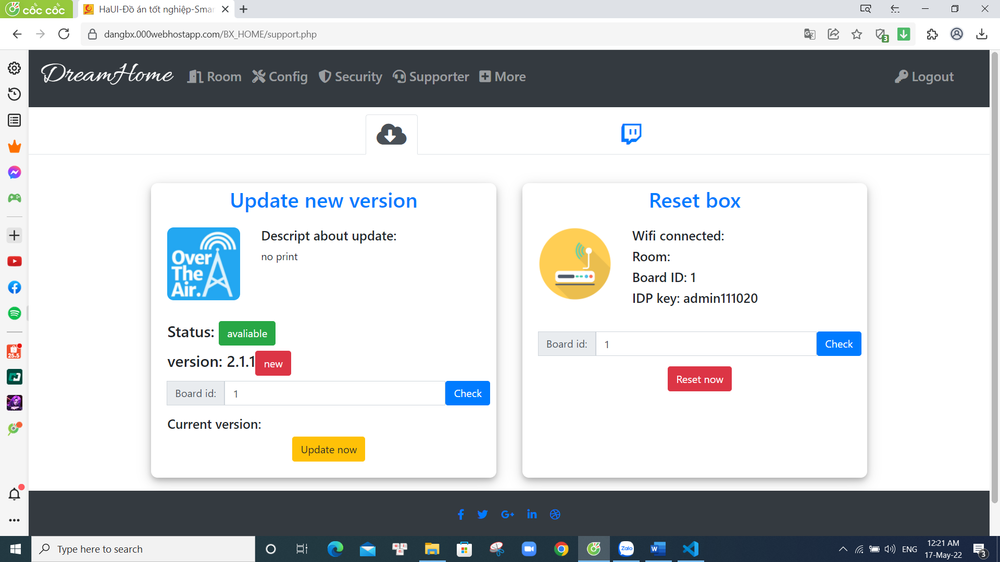 cốc cốc
HaUI-Đồ án tốt nghiệp-Smar
dangbx.000webhostapp.com/BX_HOME/support.php
3
DreamHome
Room
Config
Security
Supporter
More
Logout
Update new version
Over
The
Air.
Descript about update:
no print
Status: avaliable
version: 2.1.1 new
Board id: 1 Check
Current version:
Update now
Reset box
Wifi connected:
Room:
Board ID: 1
IDP key: admin111020
Board id: 1 Check
Reset now
25.5
Type here to search
Zalo
W
ENG
12:21 AM
17-May-22
3